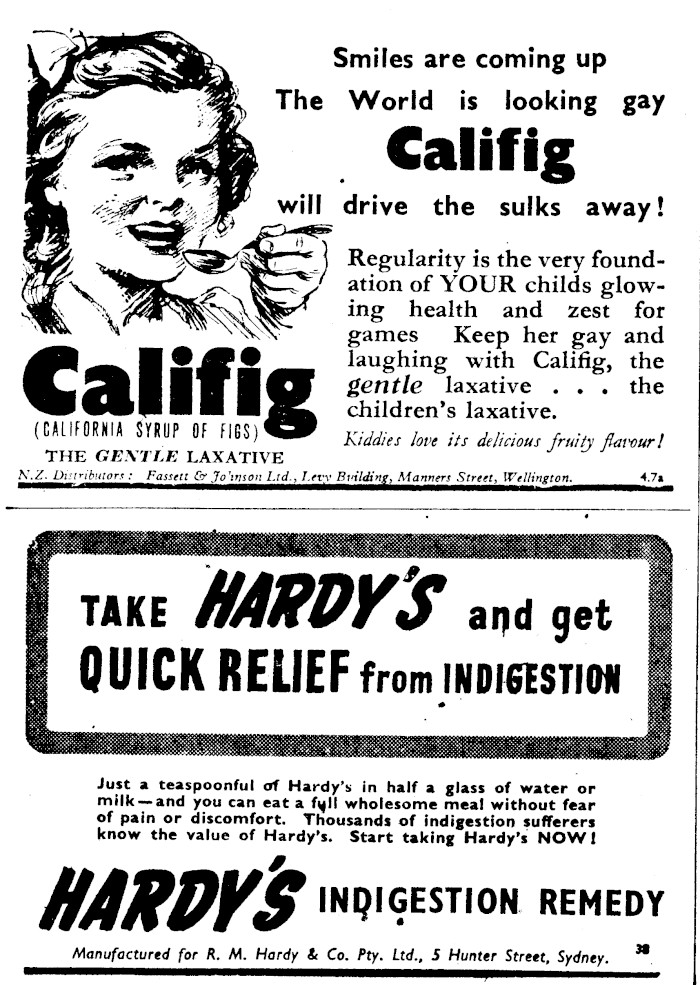 Smiles are coming up
The World is looking gay
Califig
will drive the sulks away!
Regularity is the very found-
ation of YOUR childs glow-
ing health and zest for
games Keep her gay and
laughing with Califig, the
gentle laxative . . . the
children's laxative.
Kiddies love its delicious fruity flavour!
Califig
(CALIFORNIA SYRUP OF FIGS)
THE GENTLE LAXATIVE
N.Z. Distributors: Fassett & Johnson Ltd., Levy Building, Manners Street, Wellington. 4.7a
TAKE HARDY'S and get
QUICK RELIEF from INDIGESTION
Just a teaspoonful of Hardy's in half a glass of water or
milk—and you can eat a full wholesome meal without fear
of pain or discomfort. Thousands of indigestion sufferers
know the value of Hardy's. Start taking Hardy's NOW!
HARDY'S INDIGESTION REMEDY
Manufactured for R. M. Hardy & Co. Pty. Ltd., 5 Hunter Street, Sydney. 38